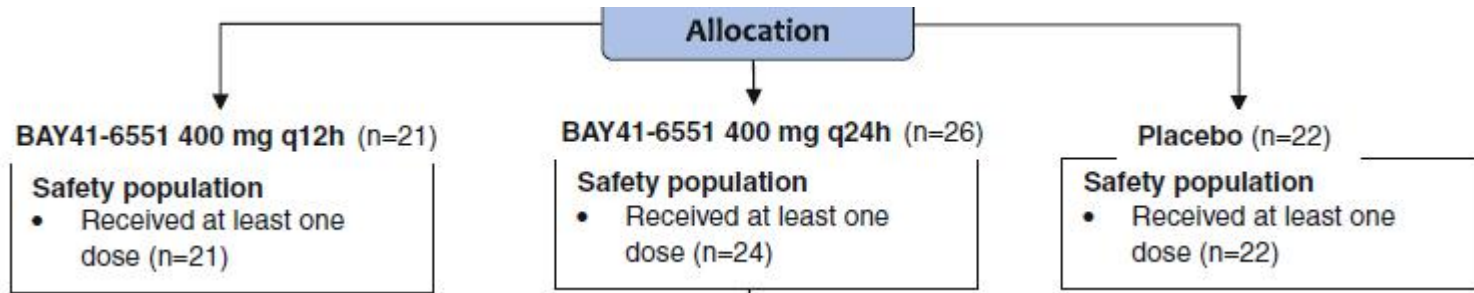 Allocation
BAY41-6551 400 mg q12h (n=21)
Safety population
• Received at least one
dose (n=21)
BAY41-6551 400 mg q24h (n=26)
Safety population
• Received at least one
dose (n=24)
Placebo (n=22)
Safety population
• Received at least one
dose (n=22)